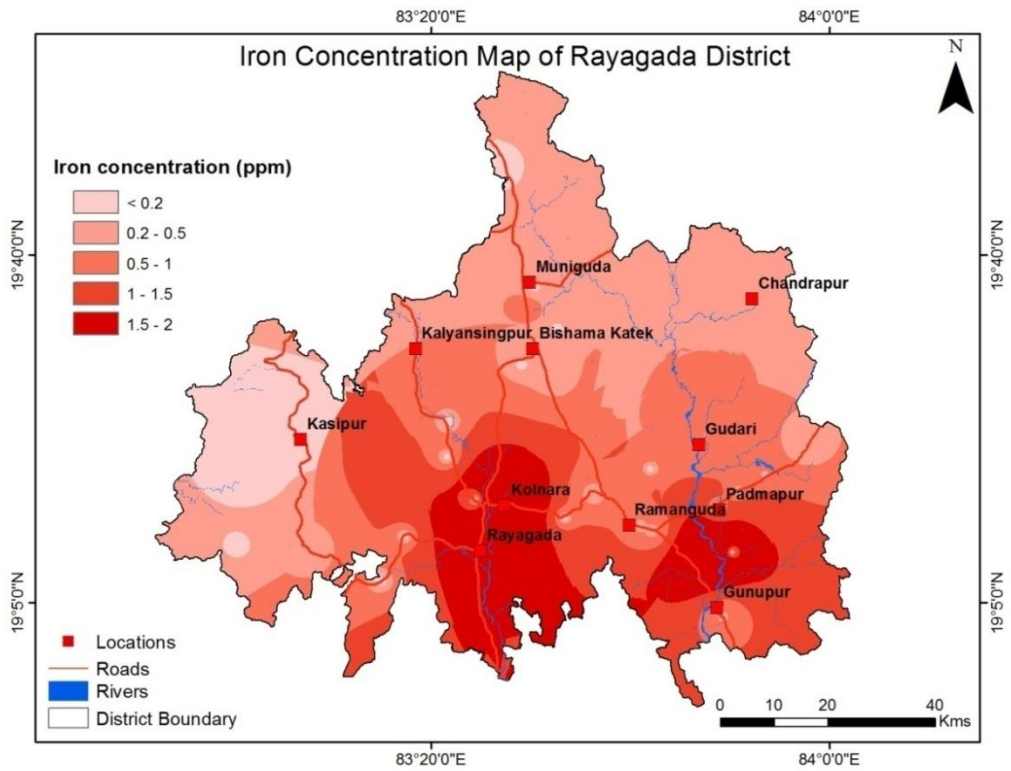 83°20'0"E
84°0'0"E
Iron Concentration Map of Rayagada District
N
Iron concentration (ppm)
< 0.2
0.2 - 0.5
0.5 - 1
1 - 1.5
1.5 - 2
19°40'0"N
19°40'0"N
Muniguda
Chandrapur
Kalyansingpur
Bishama Katek
Kasipur
Gudari
Kolnara
Padmapur
Ramanguda
Rayagada
Gunupur
19°5'0"N
19°5'0"N
Locations
Roads
Rivers
District Boundary
0 10 20 40
Kms
83°20'0"E
84°0'0"E